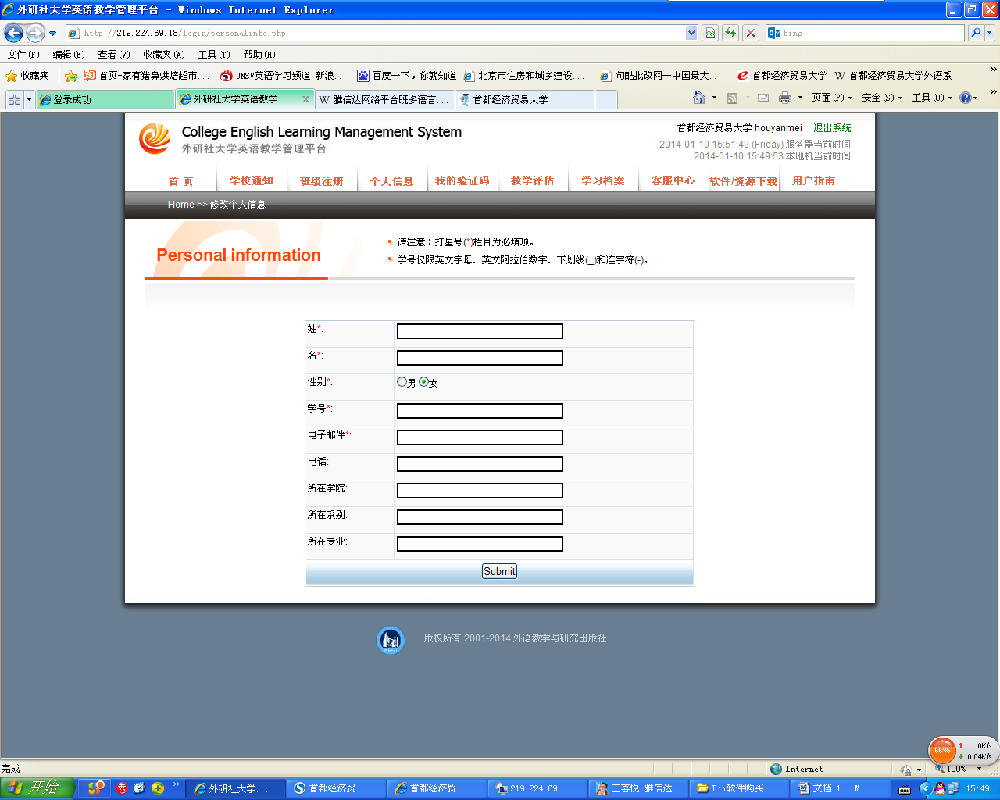 外研社大学英语教学管理平台 - Windows Internet Explorer
http://219.224.69.18/login/personalinfo.php
Bing
文件(F) 编辑(E) 查看(V) 收藏夹(A) 工具(T) 帮助(H)
收藏夹 首页-家有猪鼻烘焙超市... UNSV英语学习频道_新浪... 百度一下，你就知道 北京市住房和城乡建设... 句酷批改网—中国最大... 首都经济贸易大学 首都经济贸易大学外语系
登录成功 外研社大学英语教学... 雅信达网络平台既多语言... 首都经济贸易大学 页面(P) 安全(S) 工具(O)
College English Learning Management System
外研社大学英语教学管理平台
首都经济贸易大学 houyanmei 退出系统
2014-01-10 15:51:49 (Friday) 服务器当前时间
2014-01-10 15:49:53 本地机当前时间
首 页 学校通知 班级注册 个人信息 我的验证码 教学评估 学习档案 客服中心 软件/资源下载 用户指南
Home >> 修改个人信息
Personal information
请注意：打星号(*)栏目为必填项。
学号仅限英文字母、英文阿拉伯数字、下划线(_)和连字符(-)。
姓*:
名*:
性别*: 男 女
学号*:
电子邮件*:
电话:
所在学院:
所在系别:
所在专业:
Submit
版权所有 2001-2014 外语教学与研究出版社
66% 0K/s
0.04K/s
完成 Internet 100%
开始 外研社大学... 首都经济贸... 首都经济贸... 219.224.69.... 王喜悦 雅信达 D:\软件购买... 文档 1 - Mi... 15:49